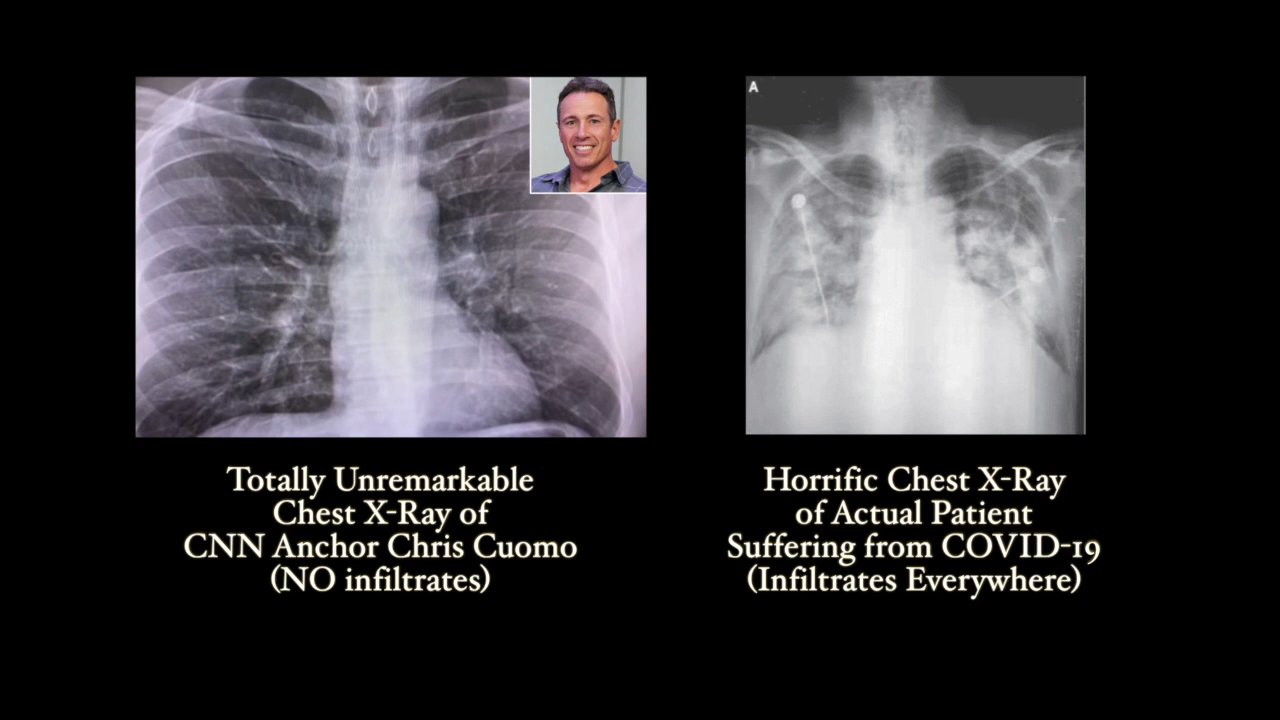 A
Totally Unremarkable
Chest X-Ray of
CNN Anchor Chris Cuomo
(NO infiltrates)
Horrific Chest X-Ray
of Actual Patient
Suffering from COVID-19
(Infiltrates Everywhere)